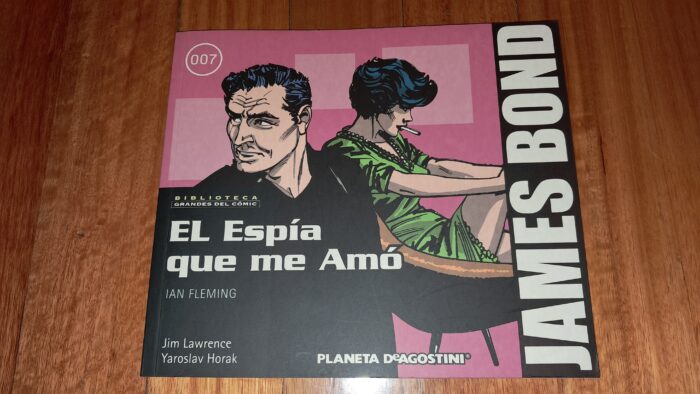 007
JAMES BOND
BIBLIOTECA
GRANDES DEL CÓMIC
EL Espía
que me Amó
IAN FLEMING
Jim Lawrence
Yaroslav Horak
PLANETA DeAGOSTINI®